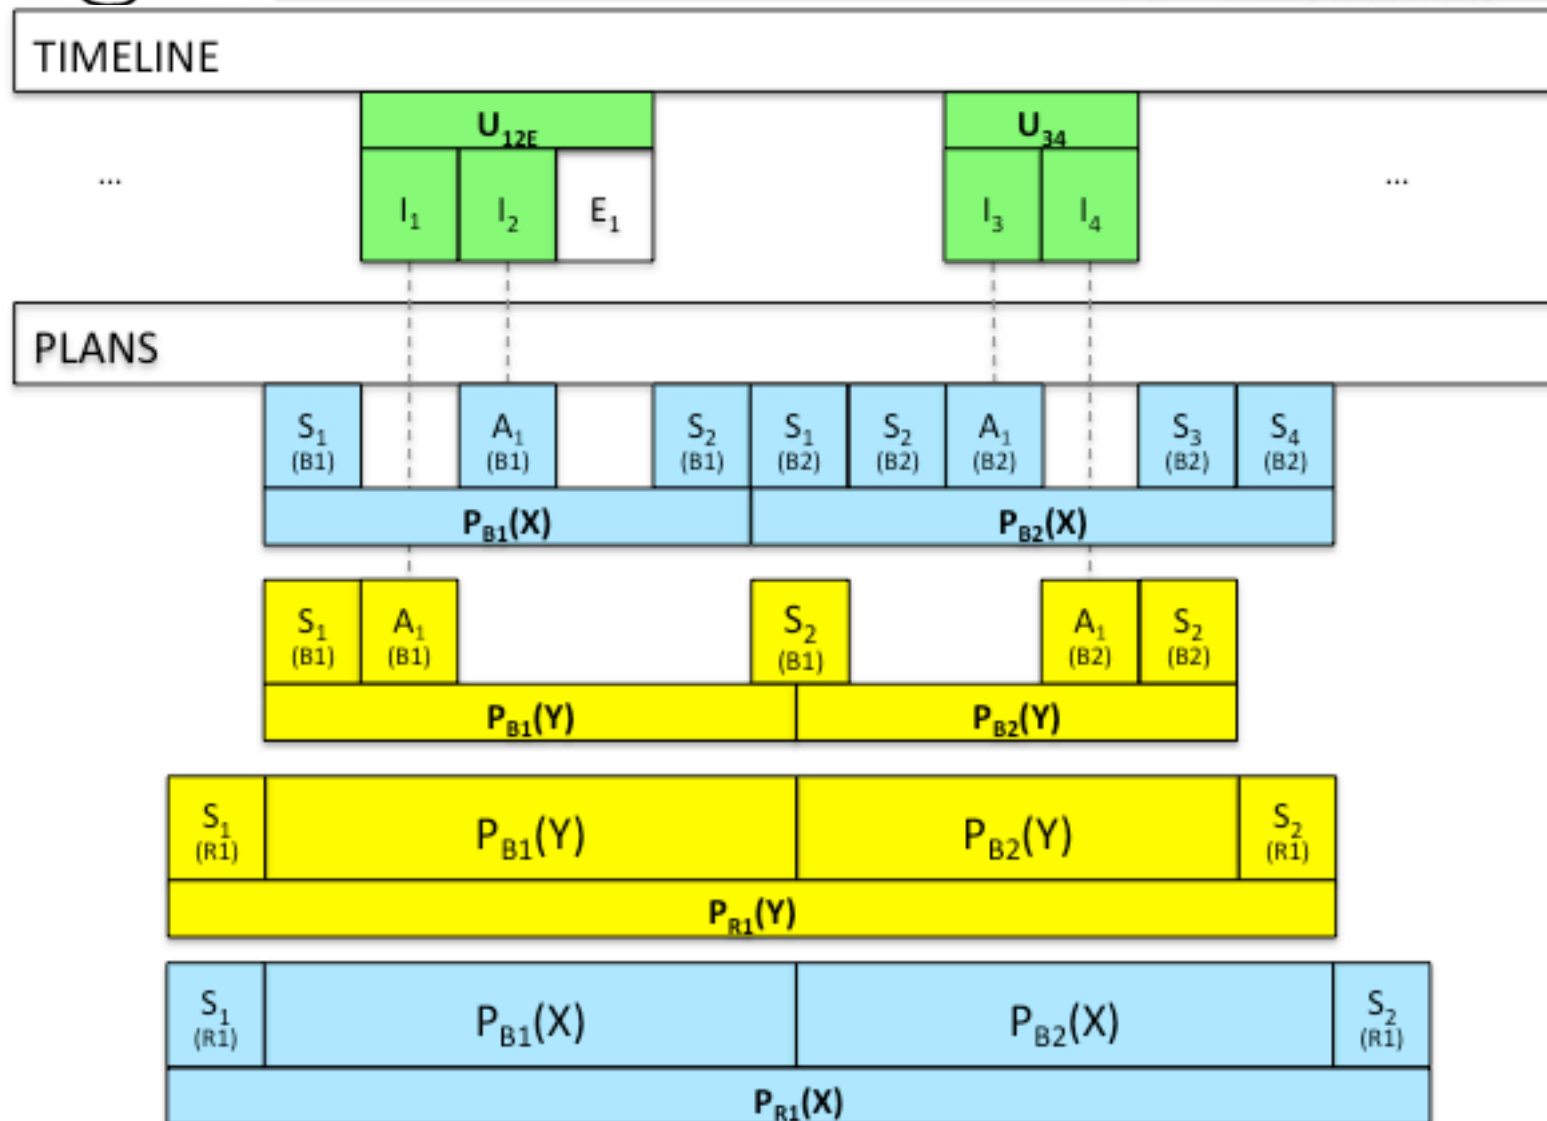 TIMELINE
U12E U34
... I1 I2 E1 I3 I4 ...
PLANS
S1 A1 S2 S1 S2 A1 S3 S4
(B1) (B1) (B1) (B2) (B2) (B2) (B2) (B2)
PB1(X) PB2(X)
S1 A1 S2 A1 S2
(B1) (B1) (B1) (B2) (B2)
PB1(Y) PB2(Y)
S1 PB1(Y) PB2(Y) S2
(R1) (R1)
PR1(Y)
S1 PB1(X) PB2(X) S2
(R1) (R1)
PR1(X)